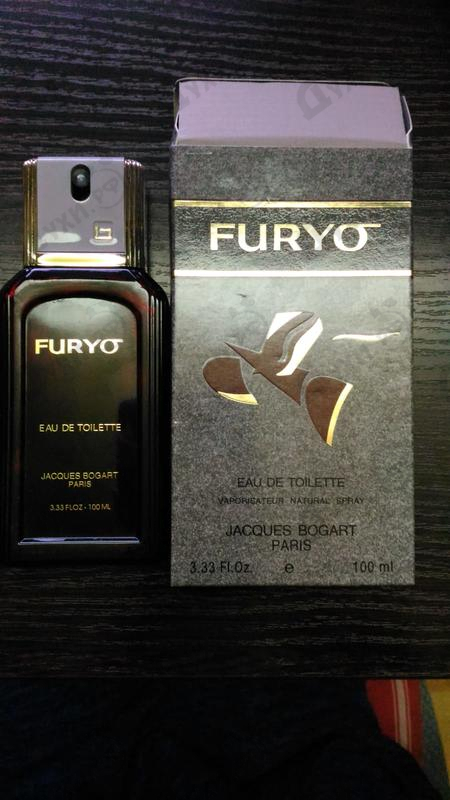 FURYO
EAU DE TOILETTE
JACQUES BOGART
PARIS
3.33 FLOZ - 100 ML
FURYO
EAU DE TOILETTE
VAPORISATEUR NATURAL SPRAY
JACQUES BOGART
PARIS
3.33 Fl.Oz. e 100 ml